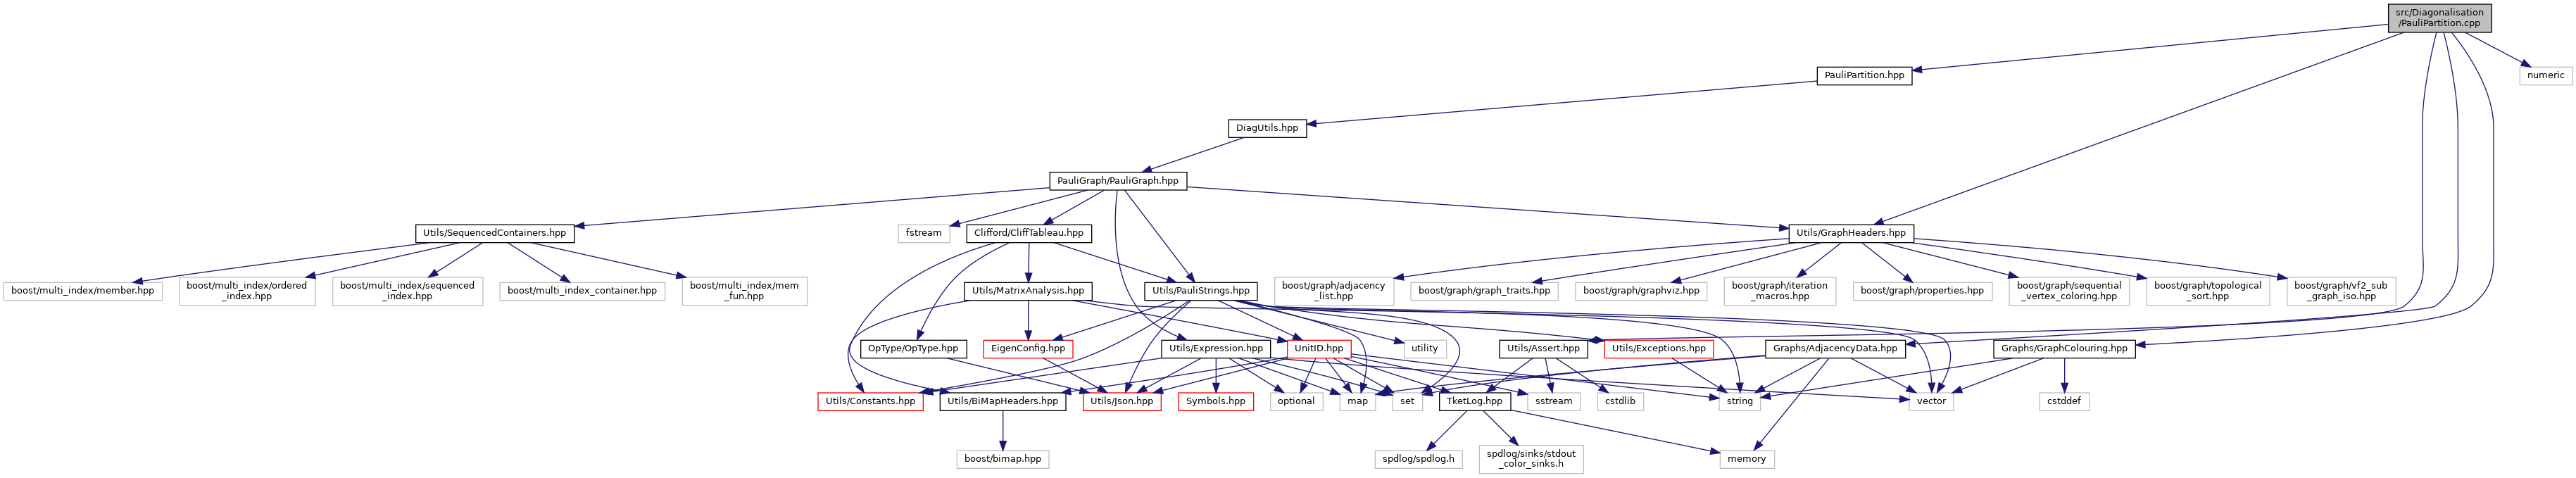 src/Diagonalisation
/PauliPartition.cpp
PauliPartition.hpp
numeric
DiagUtils.hpp
PauliGraph/PauliGraph.hpp
Utils/SequencedContainers.hpp
fstream
Clifford/CliffTableau.hpp
Utils/GraphHeaders.hpp
boost/multi_index/member.hpp
boost/multi_index/ordered
_index.hpp
boost/multi_index/sequenced
_index.hpp
boost/multi_index_container.hpp
boost/multi_index/mem
_fun.hpp
Utils/MatrixAnalysis.hpp
Utils/PauliStrings.hpp
boost/graph/adjacency
_list.hpp
boost/graph/graph_traits.hpp
boost/graph/graphviz.hpp
boost/graph/iteration
_macros.hpp
boost/graph/properties.hpp
boost/graph/sequential
_vertex_coloring.hpp
boost/graph/topological
_sort.hpp
boost/graph/vf2_sub
_graph_iso.hpp
OpType/OpType.hpp
EigenConfig.hpp
Utils/Expression.hpp
UnitID.hpp
utility
Utils/Assert.hpp
Utils/Exceptions.hpp
Graphs/AdjacencyData.hpp
Graphs/GraphColouring.hpp
Utils/Constants.hpp
Utils/BiMapHeaders.hpp
Utils/Json.hpp
Symbols.hpp
optional
map
set
TketLog.hpp
sstream
cstdlib
string
vector
cstddef
boost/bimap.hpp
spdlog/spdlog.h
spdlog/sinks/stdout
_color_sinks.h
memory